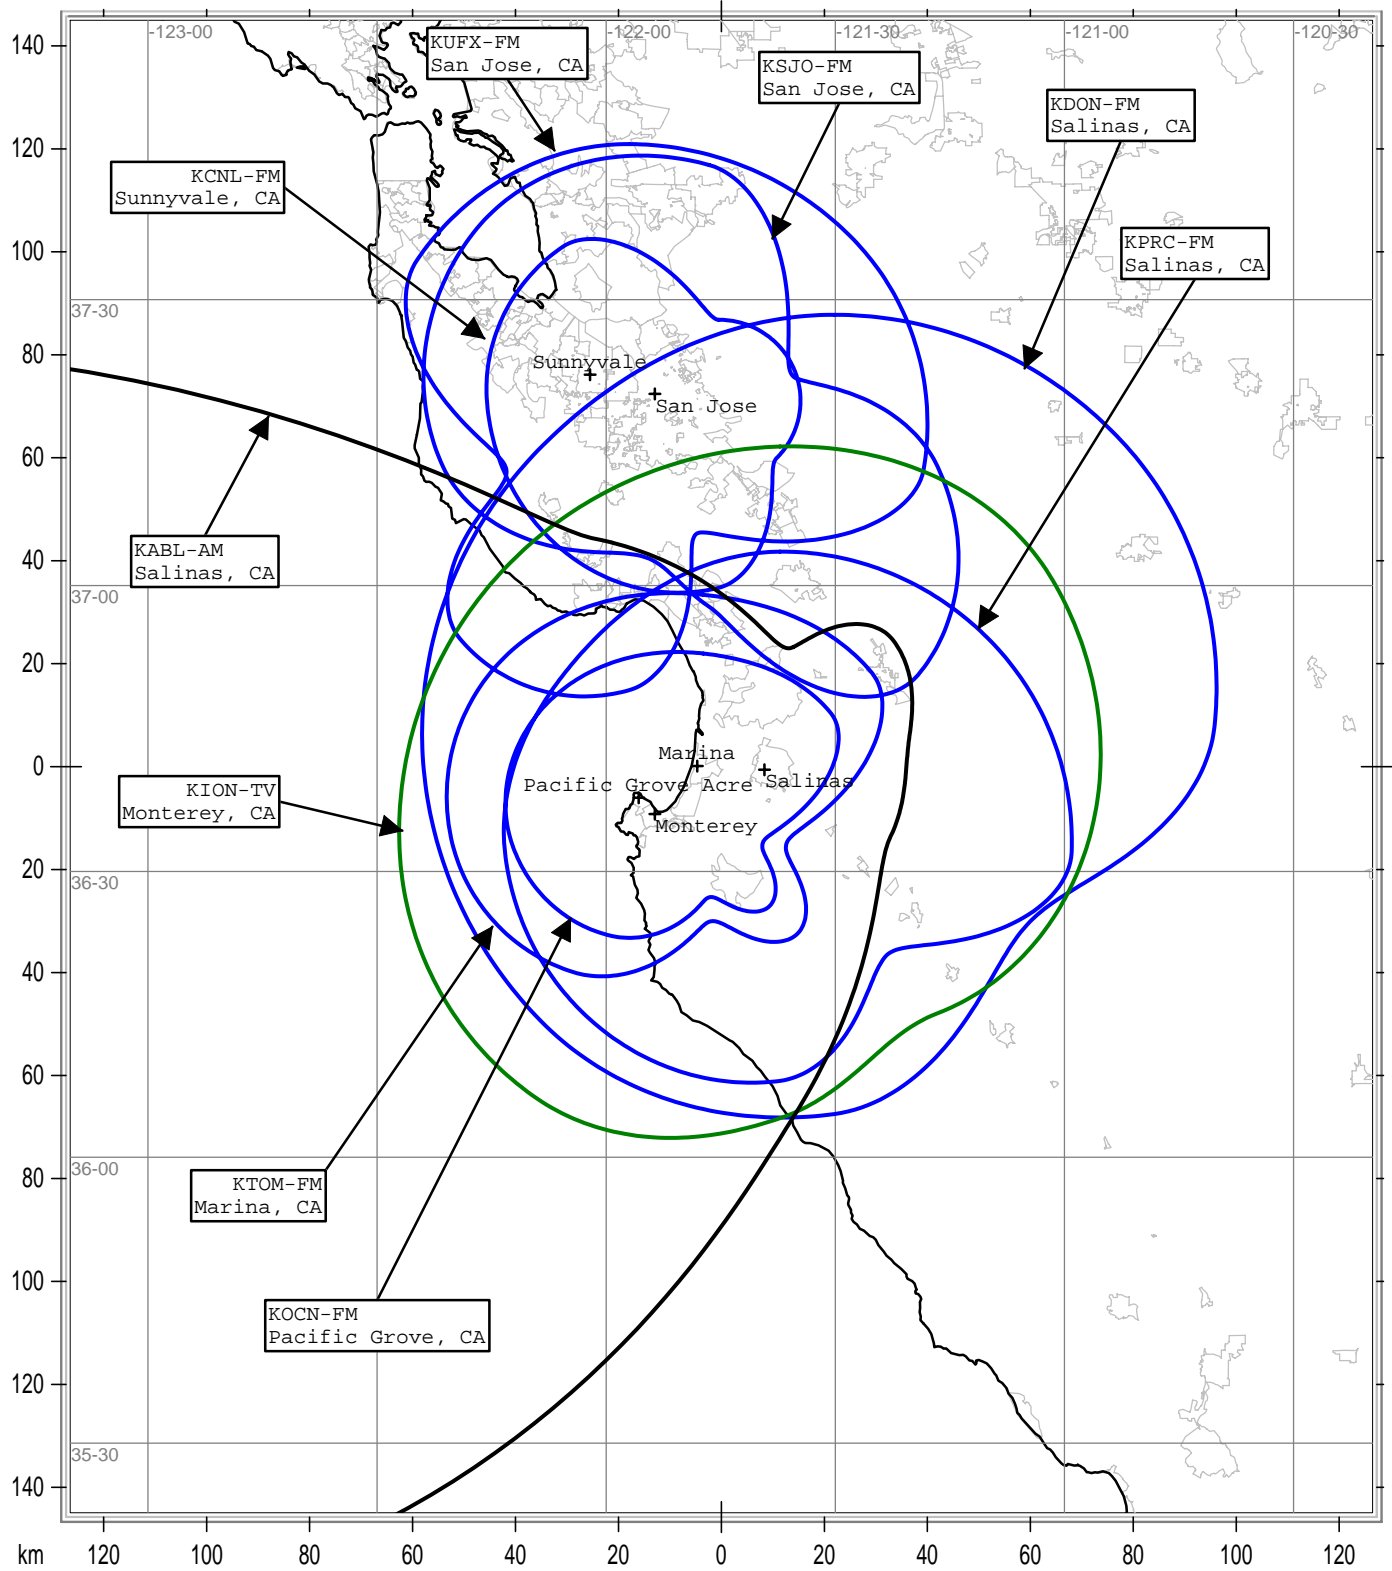 -123-00
-122-00
-121-30
-121-00
-120-30
140
KUFX-FM
San Jose, CA
KSJO-FM
San Jose, CA
KDON-FM
Salinas, CA
120
KCNL-FM
Sunnyvale, CA
100
KPRC-FM
Salinas, CA
37-30
80
Sunnyvale
San Jose
60
KABL-AM
Salinas, CA
40
37-00
20
Marina
0
Pacific Grove Acre
Salinas
KION-TV
Monterey, CA
Monterey
20
36-30
40
60
36-00
80
KTOM-FM
Marina, CA
100
KOCN-FM
Pacific Grove, CA
120
35-30
140
km 120 100 80 60 40 20 0 20 40 60 80 100 120